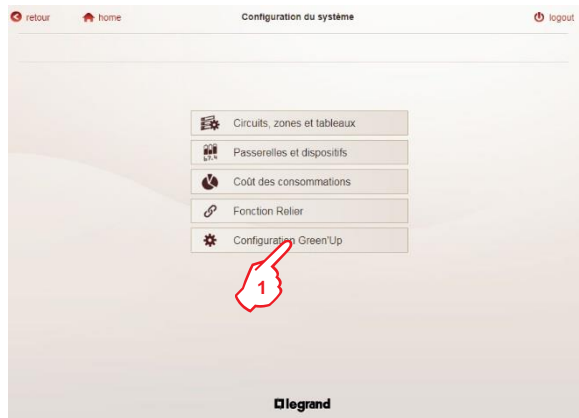 retour home Configuration du système logout
Circuits, zones et tableaux
Passerelles et dispositifs
Coût des consommations
Fonction Relier
Configuration Green'Up
1
legrand